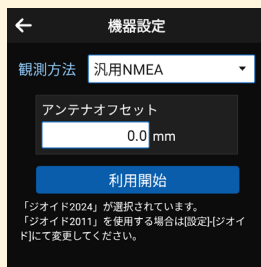 機器設定
観測方法 汎用NMEA
アンテナオフセット
0.0 mm
利用開始
「ジオイド2024」が選択されています。
「ジオイド2011」を使用する場合は[設定]-[ジオイ
ド]にて変更してください。